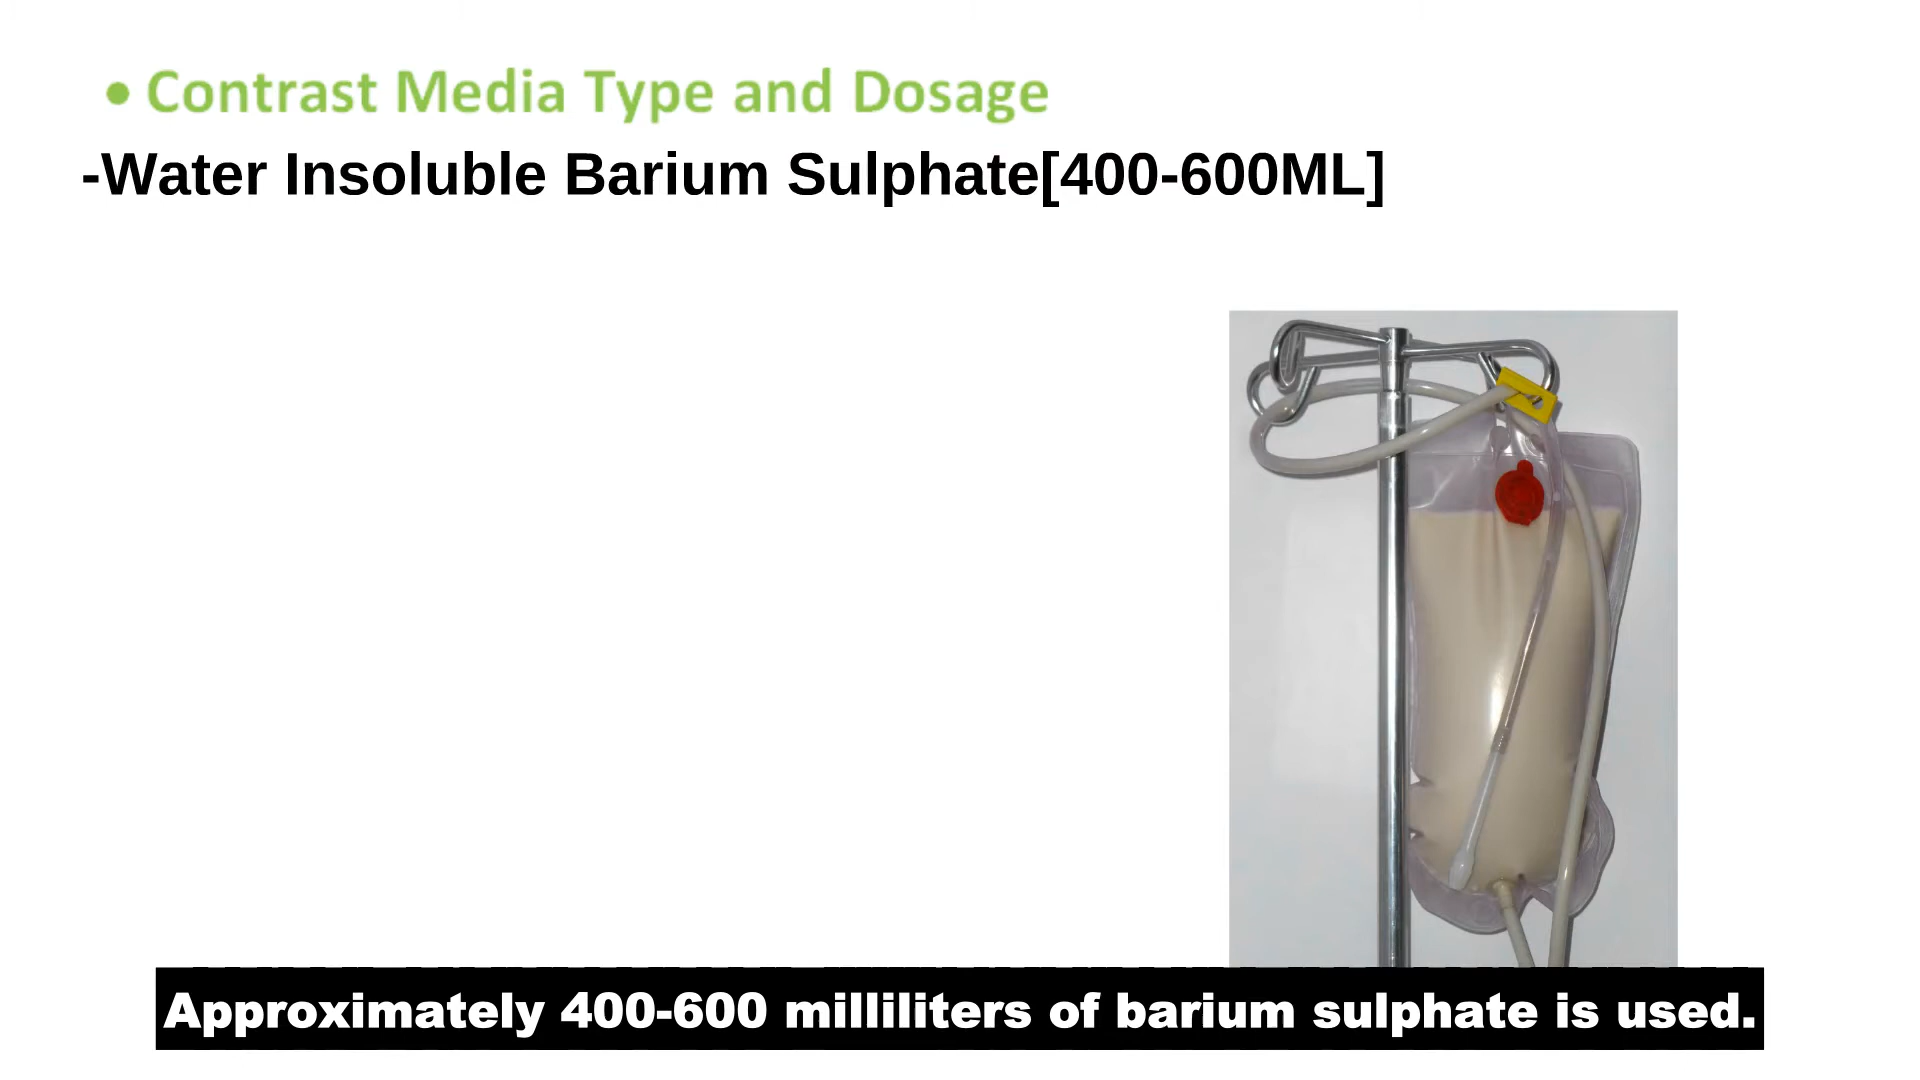 • Contrast Media Type and Dosage
-Water Insoluble Barium Sulphate[400-600ML]
Approximately 400-600 milliliters of barium sulphate is used.